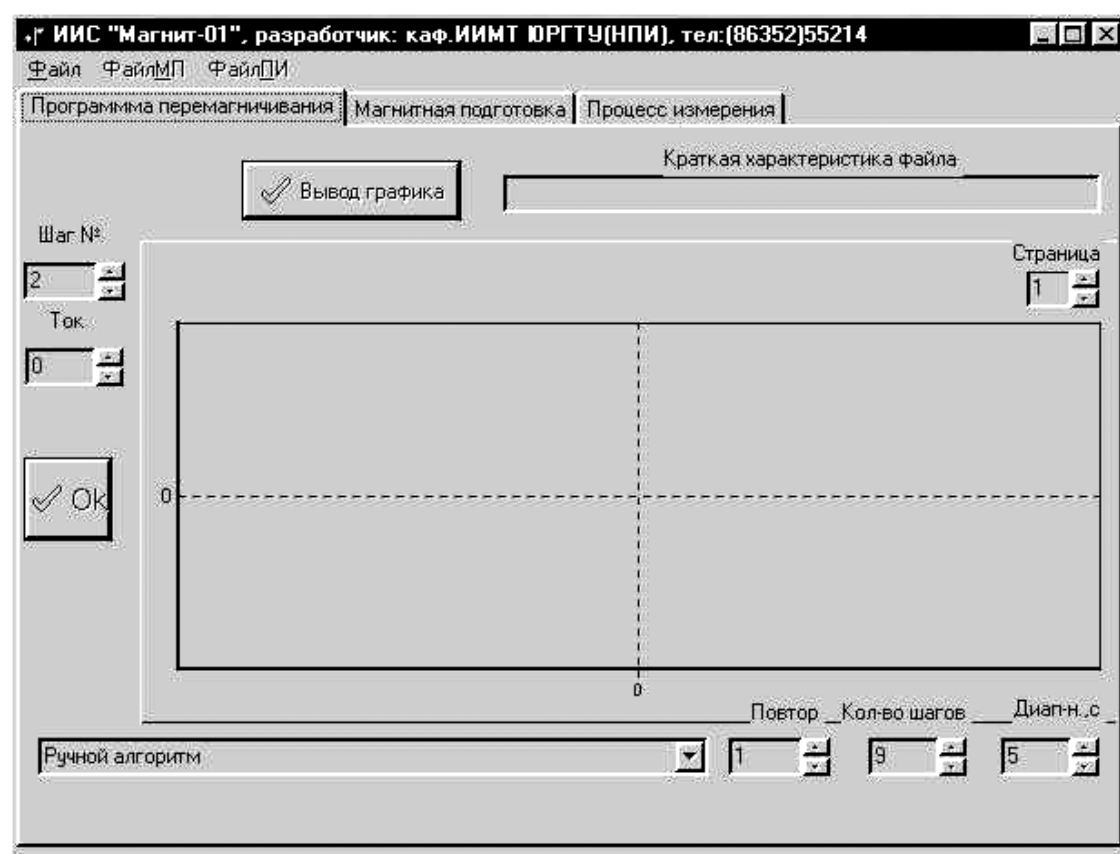 ИИС "Магнит-01", разработчик: каф.ИИМТ ЮРГТУ(НПИ), тел:(86352)55214
Файл ФайлМП ФайлПИ
Программма перемагничивания Магнитная подготовка Процесс измерения
Краткая характеристика файла
Вывод графика
Шаг №
Страница
2
1
Ток
0
Ok
0
0
Повтор Кол-во шагов Диап-н.,с
Ручной алгоритм 1 9 5